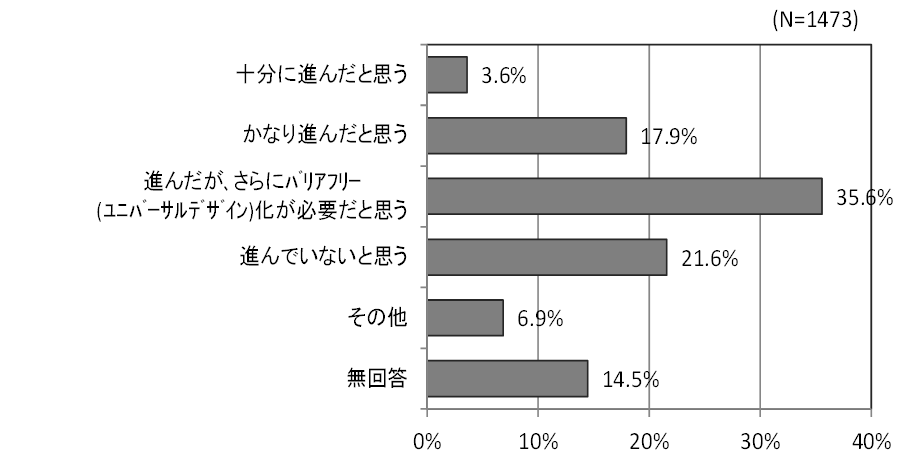 (N=1473)
十分に進んだと思う 3.6%
かなり進んだと思う 17.9%
進んだが、さらにﾊﾞﾘｱﾌﾘｰ
(ﾕﾆﾊﾞｰｻﾙﾃﾞｻﾞｲﾝ)化が必要だと思う 35.6%
進んでいないと思う 21.6%
その他 6.9%
無回答 14.5%
0% 10% 20% 30% 40%